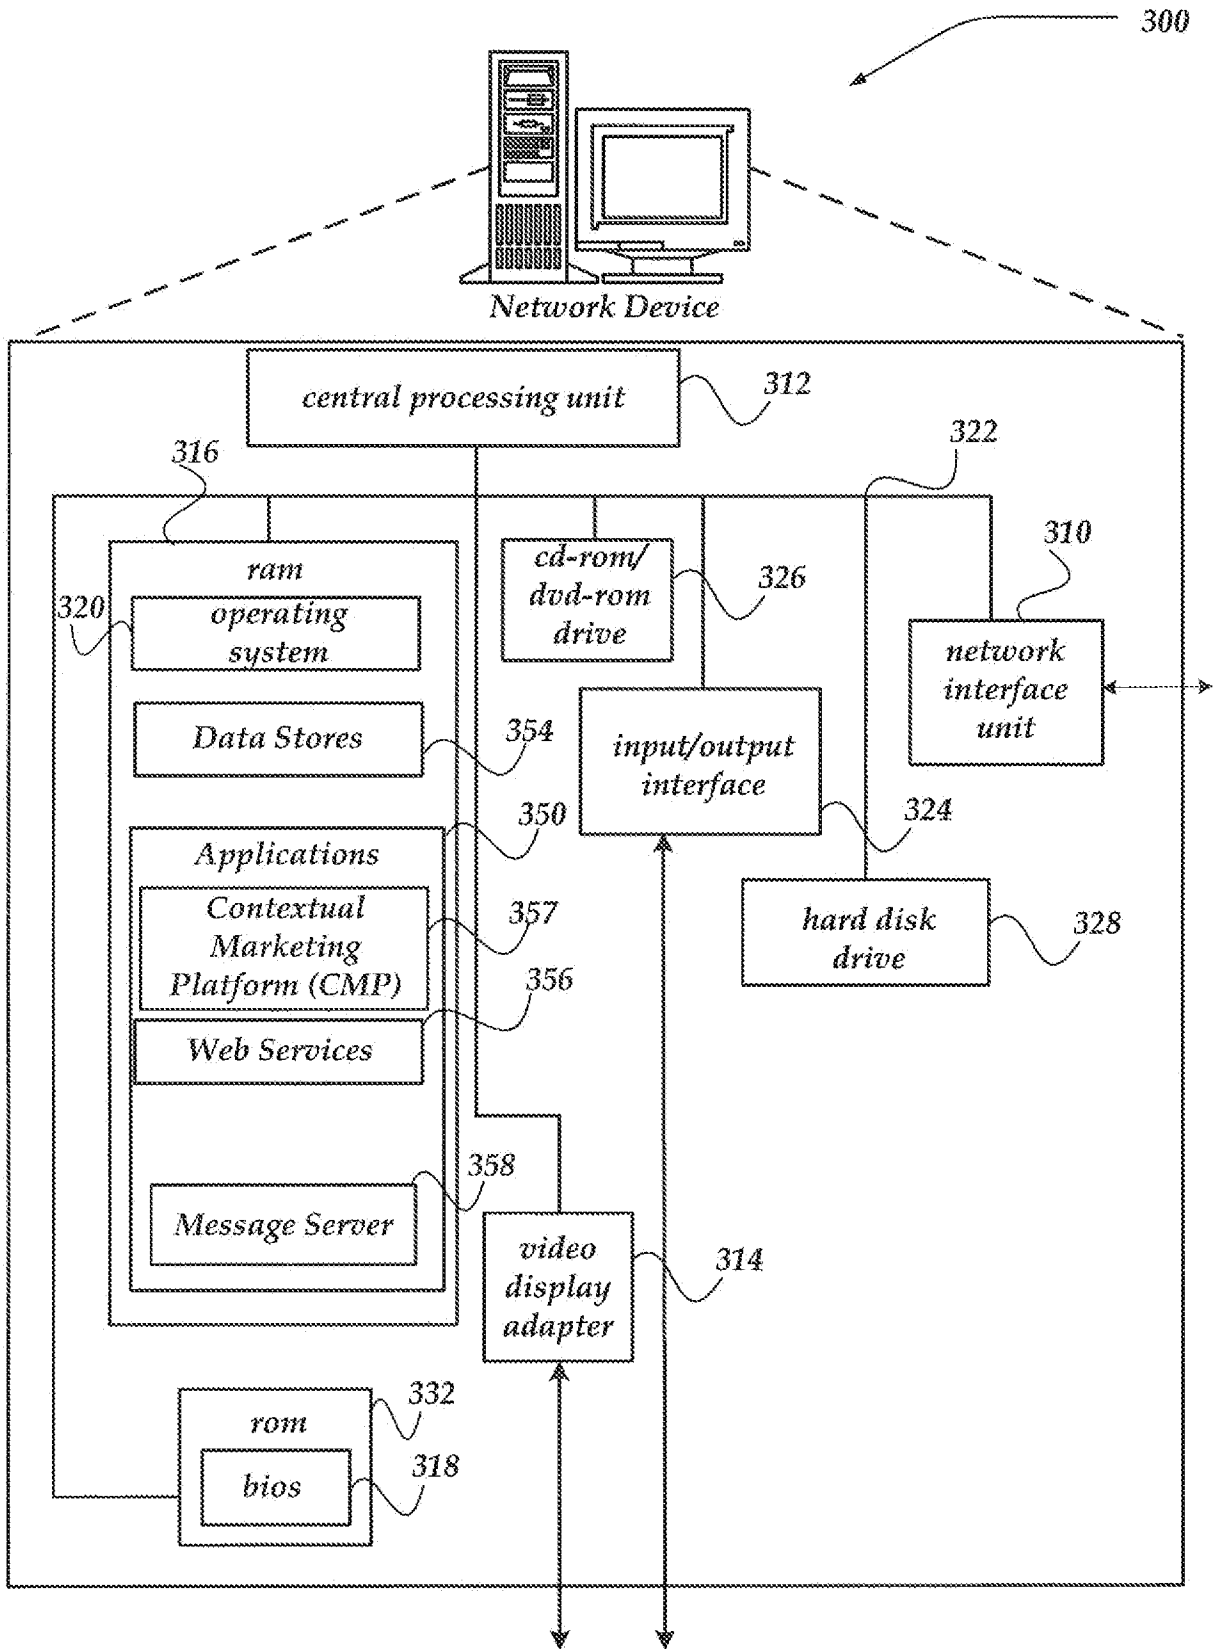 300
Network Device
central processing unit
312
316
322
ram
cd-rom/
dvd-rom
drive
326
310
320
operating
system
network
interface
unit
Data Stores
354
input/output
interface
324
350
Applications
Contextual
Marketing
Platform (CMP)
357
hard disk
drive
328
356
Web Services
358
Message Server
video
display
adapter
314
332
rom
bios
318